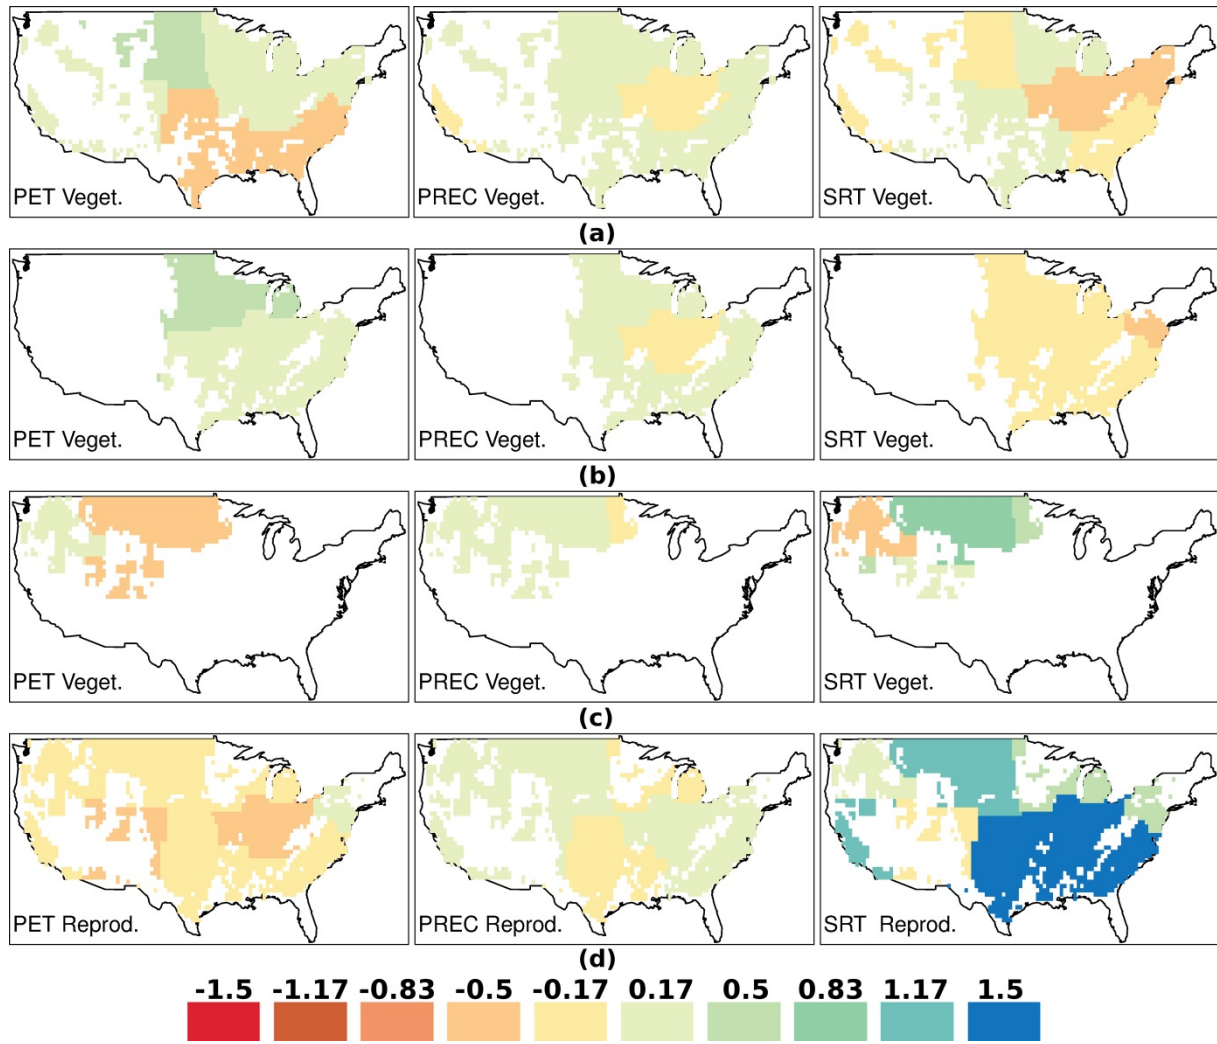 PET Veget. PREC Veget. SRT Veget.
(a)
PET Veget. PREC Veget. SRT Veget.
(b)
PET Veget. PREC Veget. SRT Veget.
(c)
PET Reprod. PREC Reprod. SRT Reprod.
(d)
-1.5 -1.17 -0.83 -0.5 -0.17 0.17 0.5 0.83 1.17 1.5